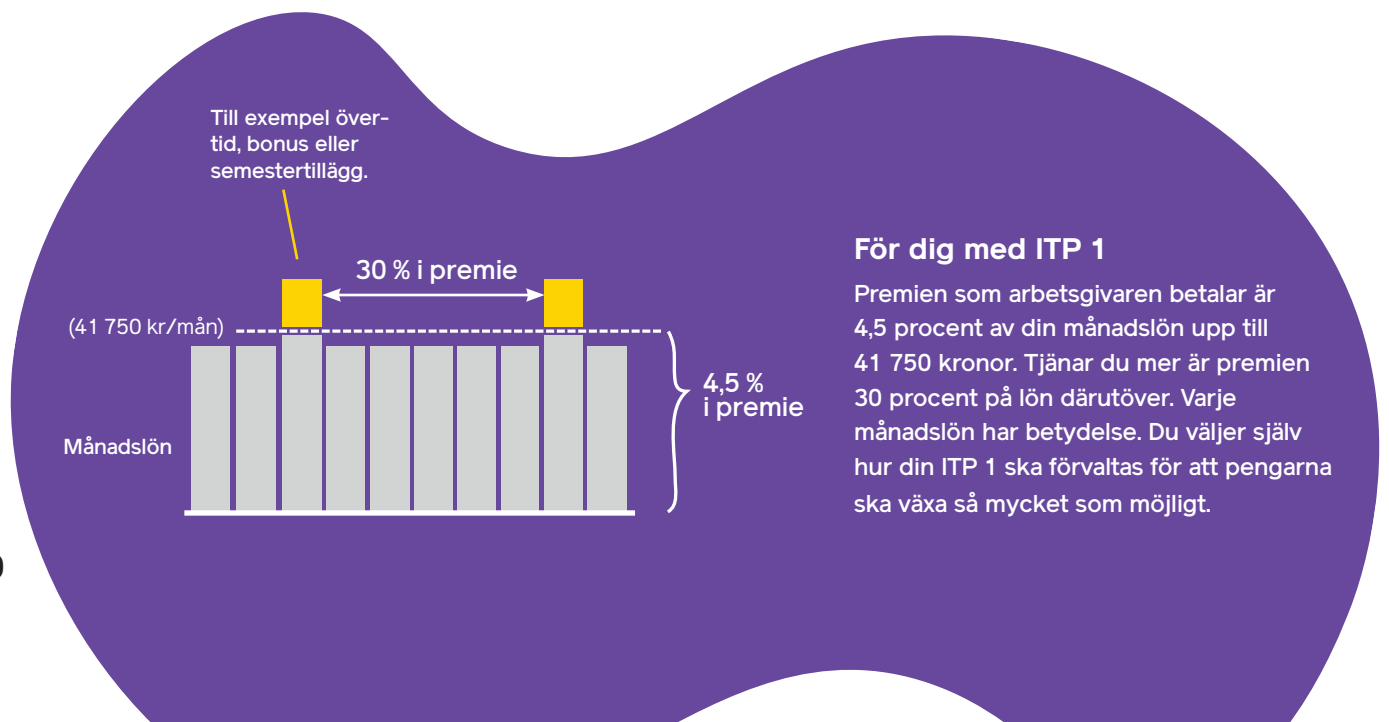 Till exempel över-
tid, bonus eller
semestertillägg.
30 % i premie
(41 750 kr/mån)
4,5 %
i premie
Månadslön
För dig med ITP 1
Premien som arbetsgivaren betalar är
4,5 procent av din månadslön upp till
41 750 kronor. Tjänar du mer är premien
30 procent på lön därutöver. Varje
månadslön har betydelse. Du väljer själv
hur din ITP 1 ska förvaltas för att pengarna
ska växa så mycket som möjligt.